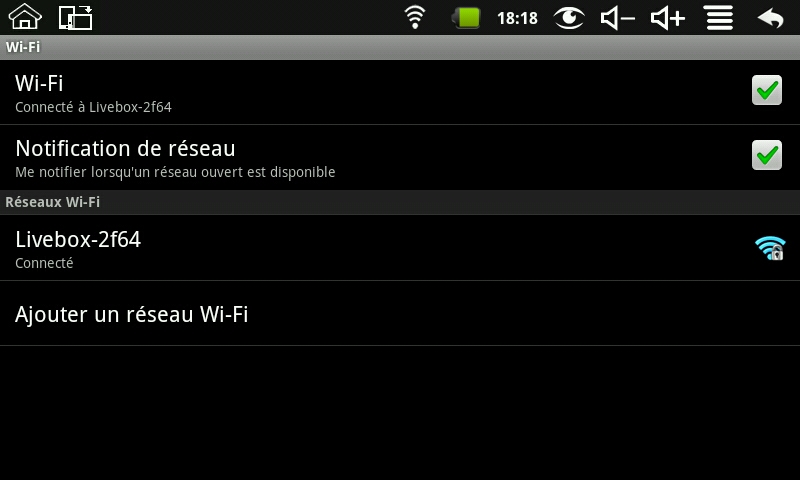 18:18
Wi-Fi
Wi-Fi
Connecté à Livebox-2f64
Notification de réseau
Me notifier lorsqu'un réseau ouvert est disponible
Réseaux Wi-Fi
Livebox-2f64
Connecté
Ajouter un réseau Wi-Fi